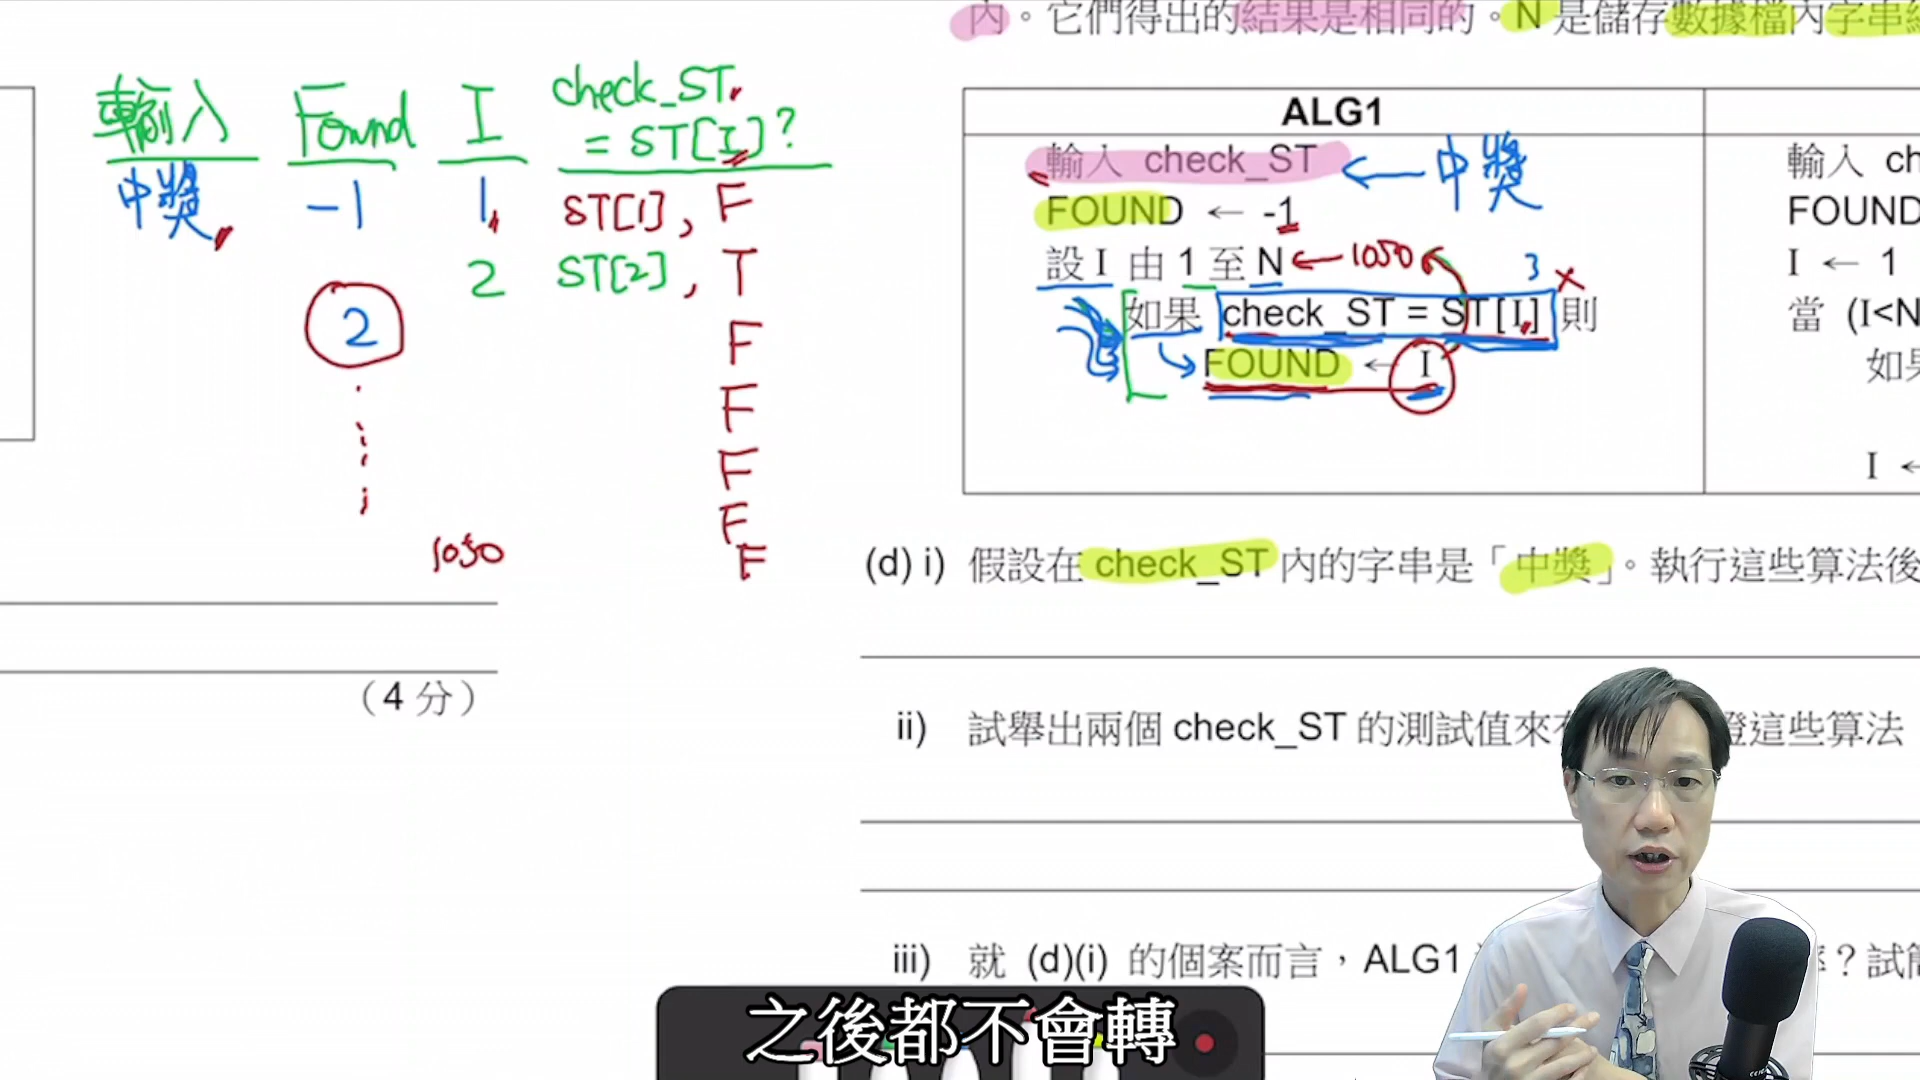 內。它們得出的結果是相同的。N 是儲存數據檔內字串
輸入 Found I check_ST = ST[I]?
中獎 -1 1 ST[1], F
2 ST[2], T
2
F
F
F
F
1050 F
(4 分)
ALG1
輸入 check_ST ← 中獎
FOUND ← -1
設 I 由 1 至 N ← 1050 3
如果 check_ST = ST[I] 則
FOUND ← I
輸入 ch
FOUND
I ← 1
當 (I<N
如果
I ←
(d) i) 假設在 check_ST 內的字串是「中獎」。執行這些算法後
ii) 試舉出兩個 check_ST 的測試值來 證這些算法
iii) 就 (d)(i) 的個案而言,ALG1 ?試簡
之後都不會轉